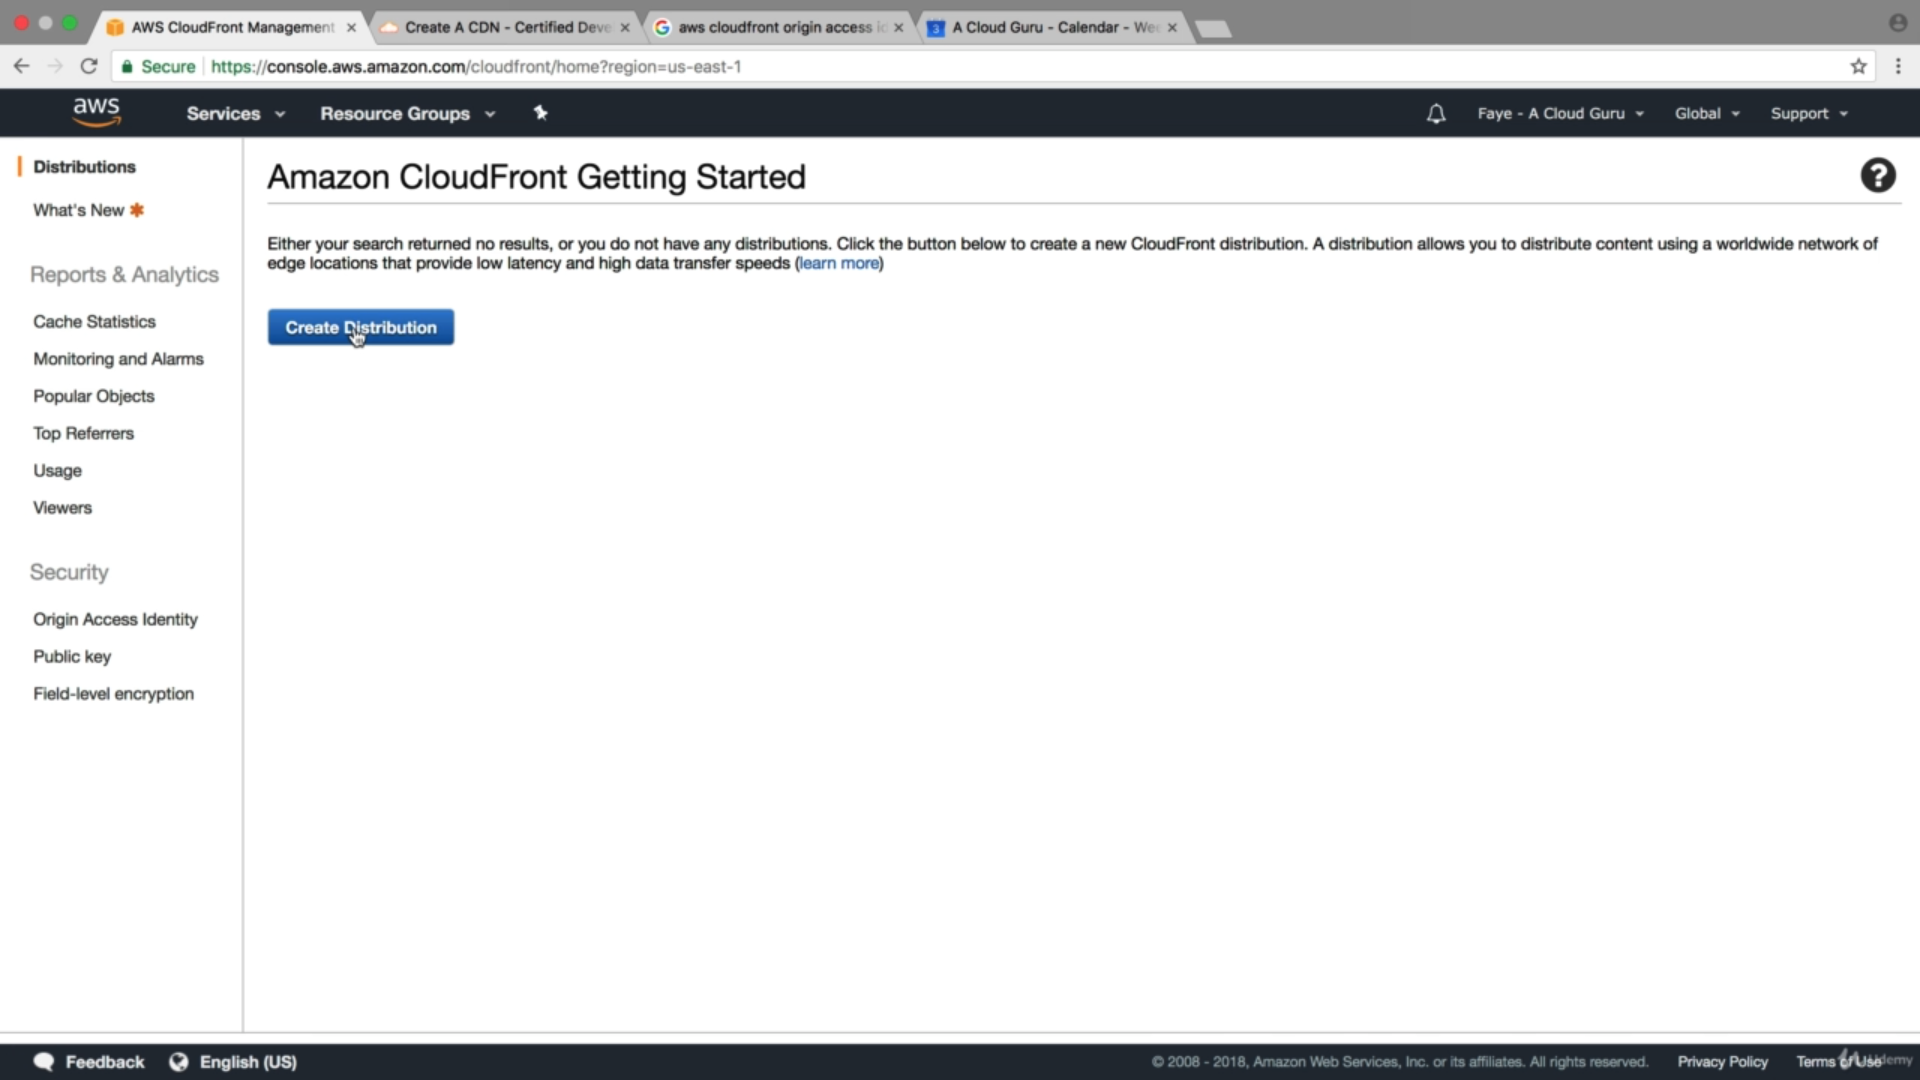 AWS CloudFront Management
Create A CDN - Certified Deve
aws cloudfront origin access id
3
A Cloud Guru - Calendar - Wee
Secure
https://console.aws.amazon.com/cloudfront/home?region=us-east-1
aws
Services
Resource Groups
Faye - A Cloud Guru
Global
Support
Distributions
What's New
Reports & Analytics
Cache Statistics
Monitoring and Alarms
Popular Objects
Top Referrers
Usage
Viewers
Security
Origin Access Identity
Public key
Field-level encryption
Amazon CloudFront Getting Started
?
Either your search returned no results, or you do not have any distributions. Click the button below to create a new CloudFront distribution. A distribution allows you to distribute content using a worldwide network of
edge locations that provide low latency and high data transfer speeds (learn more)
Create Distribution
Feedback
English (US)
© 2008 - 2018, Amazon Web Services, Inc. or its affiliates. All rights reserved.
Privacy Policy
Terms of Use